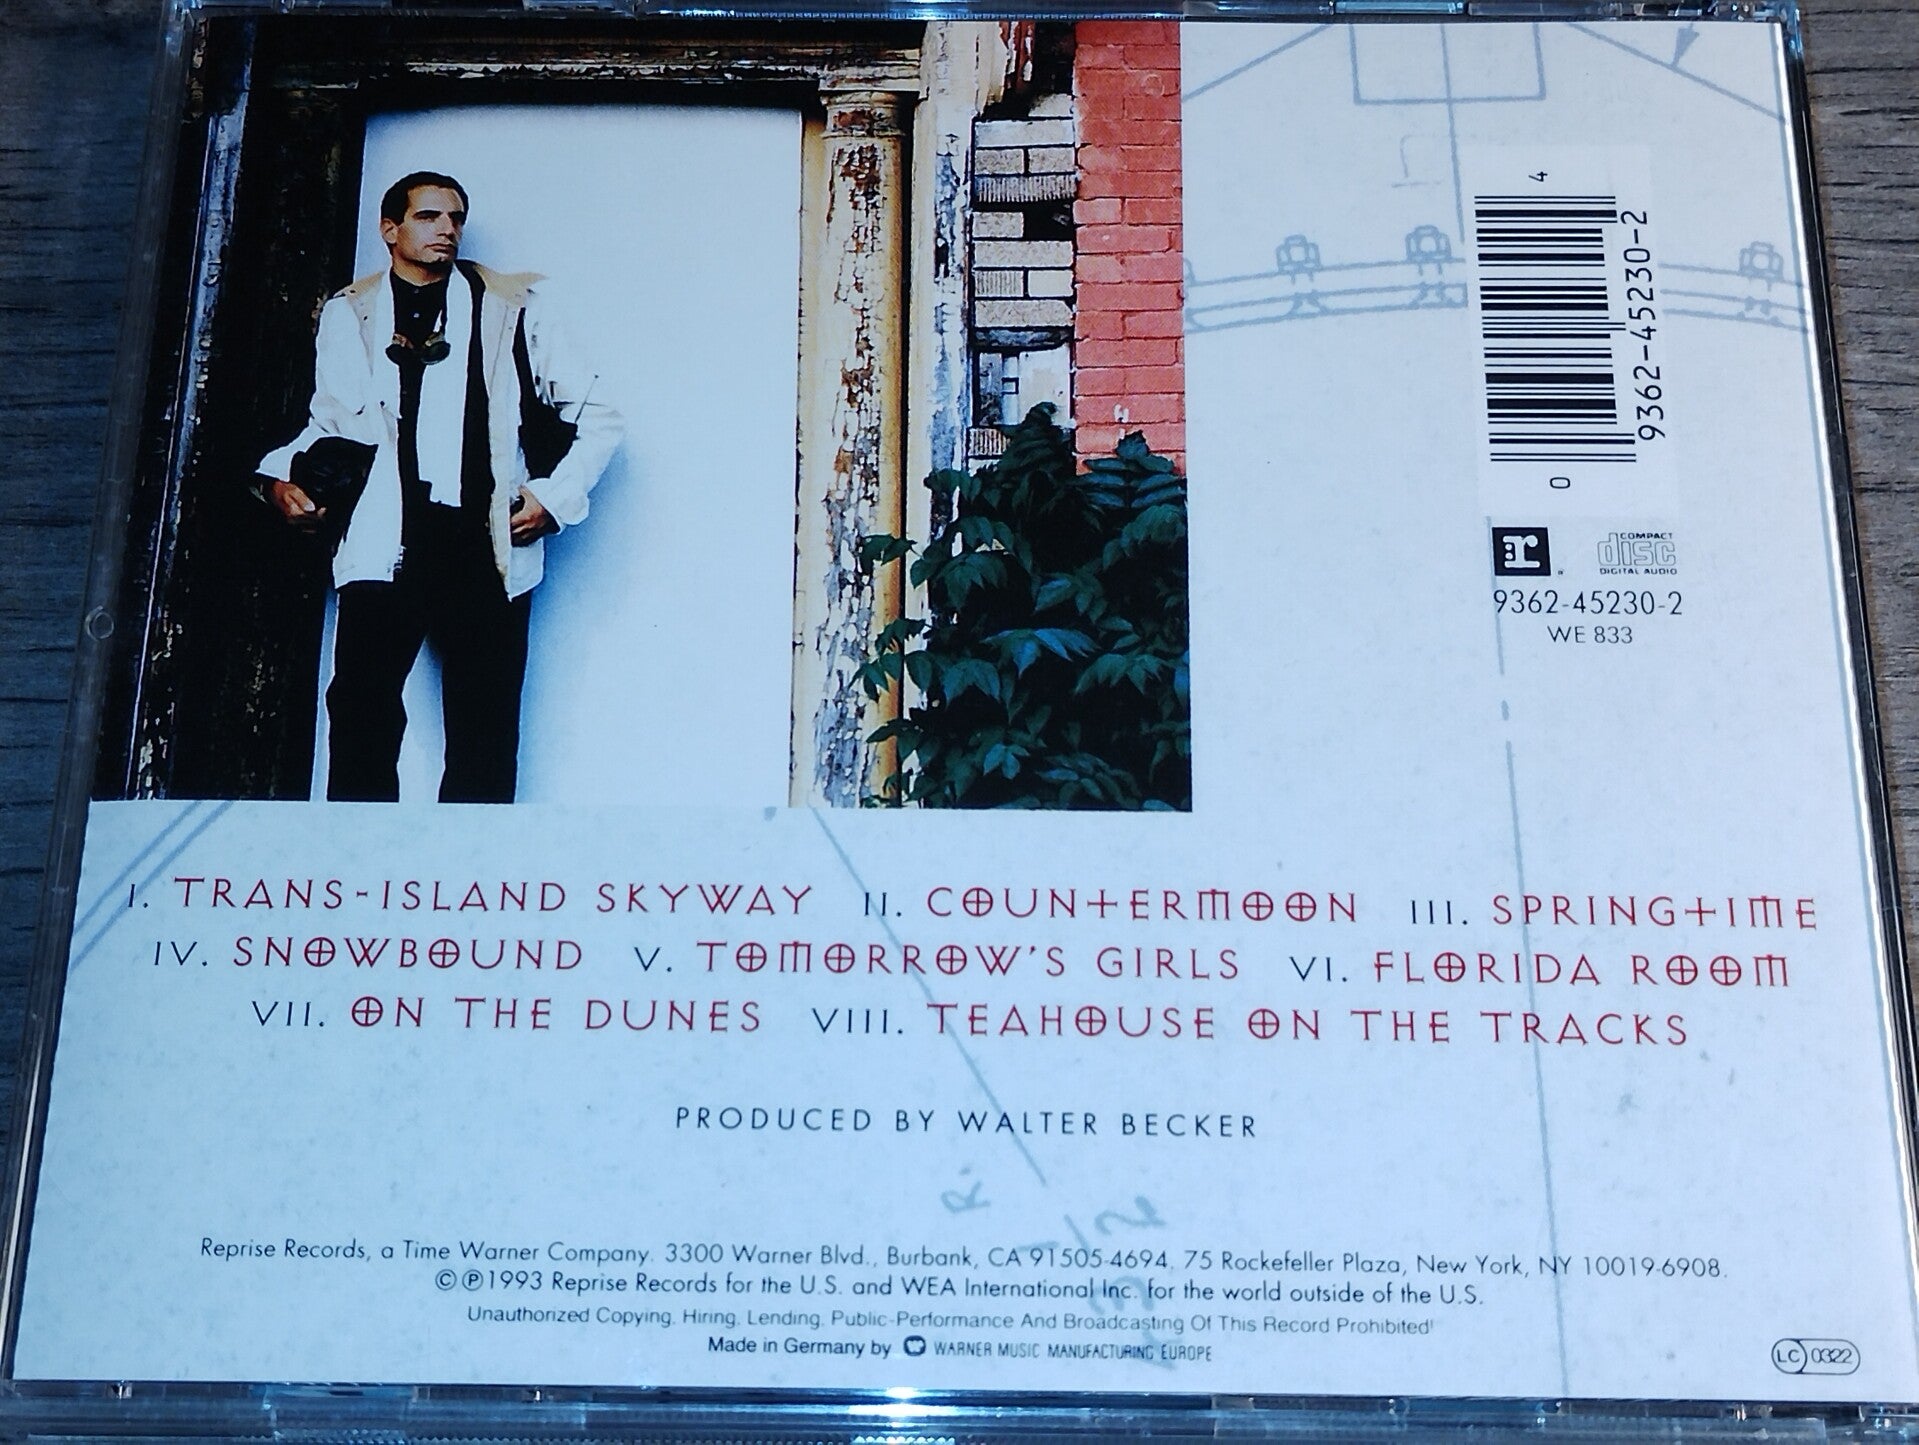 4
9362-45230-2
0
r
COMPACT
disc
DIGITAL AUDIO
9362-45230-2
WE 833
I. TRANS-ISLAND SKYWAY II. COUNTERMOON III. SPRINGTIME
IV. SNOWBOUND V. TOMORROW'S GIRLS VI. FLORIDA ROOM
VII. ON THE DUNES VIII. TEAHOUSE ON THE TRACKS
PRODUCED BY WALTER BECKER
Reprise Records, a Time Warner Company. 3300 Warner Blvd., Burbank, CA 91505-4694. 75 Rockefeller Plaza, New York, NY 10019-6908.
©℗1993 Reprise Records for the U.S. and WEA International Inc. for the world outside of the U.S.
Unauthorized Copying, Hiring, Lending, Public-Performance And Broadcasting Of This Record Prohibited!
Made in Germany by WARNER MUSIC MANUFACTURING EUROPE
LC 0322